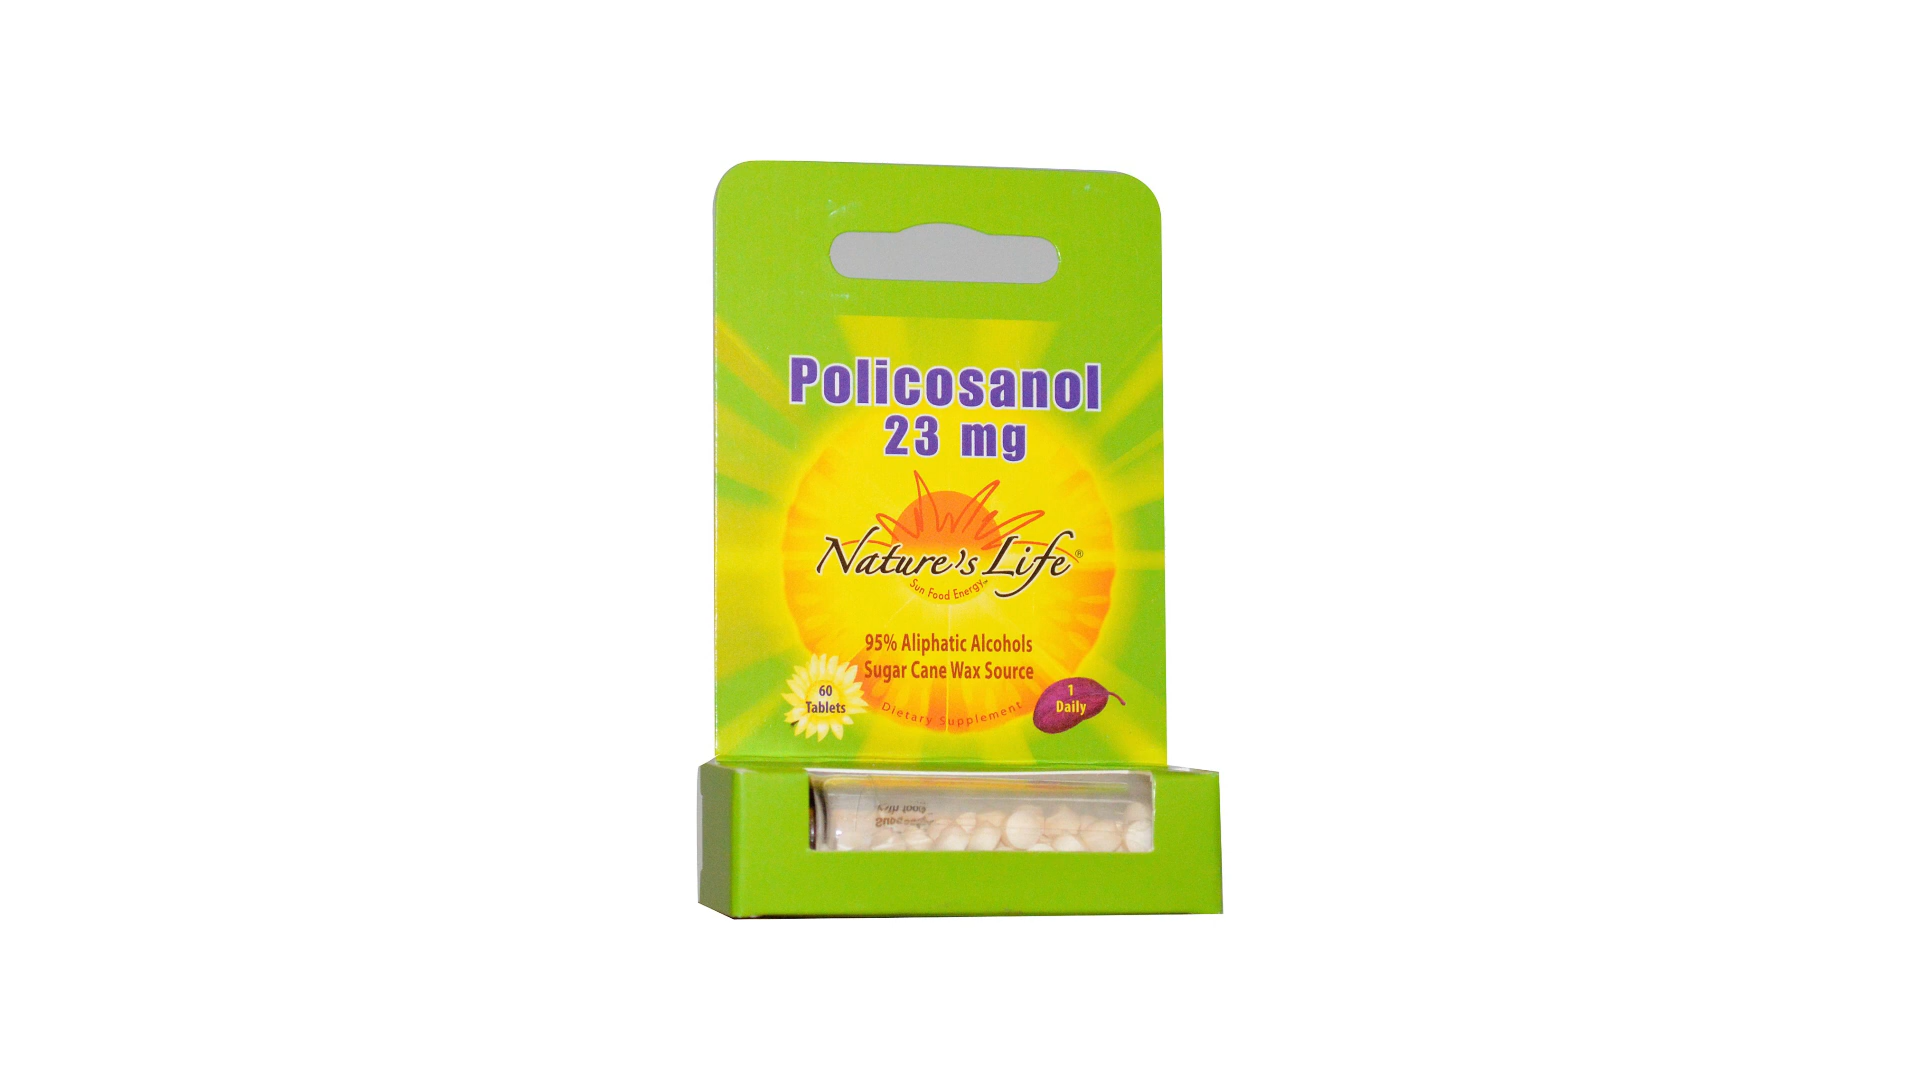 Policosanol
23 mg
Nature's Life®
Sun Food Energy™
95% Aliphatic Alcohols
Sugar Cane Wax Source
60
Tablets
1
Daily
Dietary Supplement